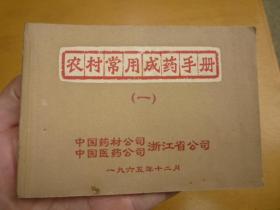 农村常用成药手册
(一)
中国药材公司
中国医药公司 浙江省公司
一九六五年十二月